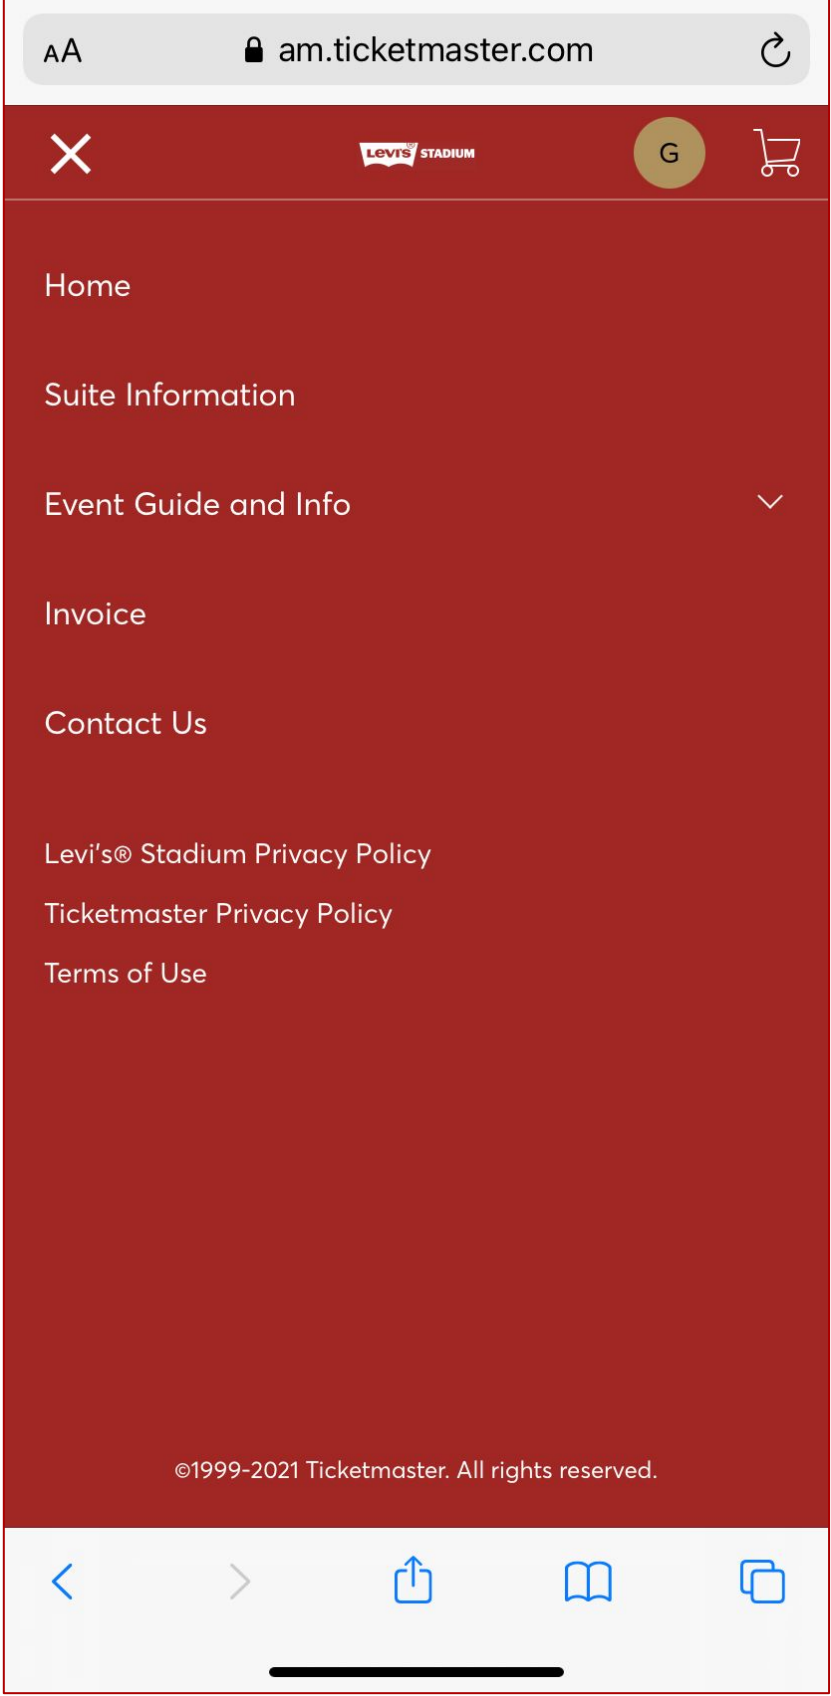 AA am.ticketmaster.com
LEVI'S STADIUM G
Home
Suite Information
Event Guide and Info
Invoice
Contact Us
Levi's® Stadium Privacy Policy
Ticketmaster Privacy Policy
Terms of Use
©1999-2021 Ticketmaster. All rights reserved.